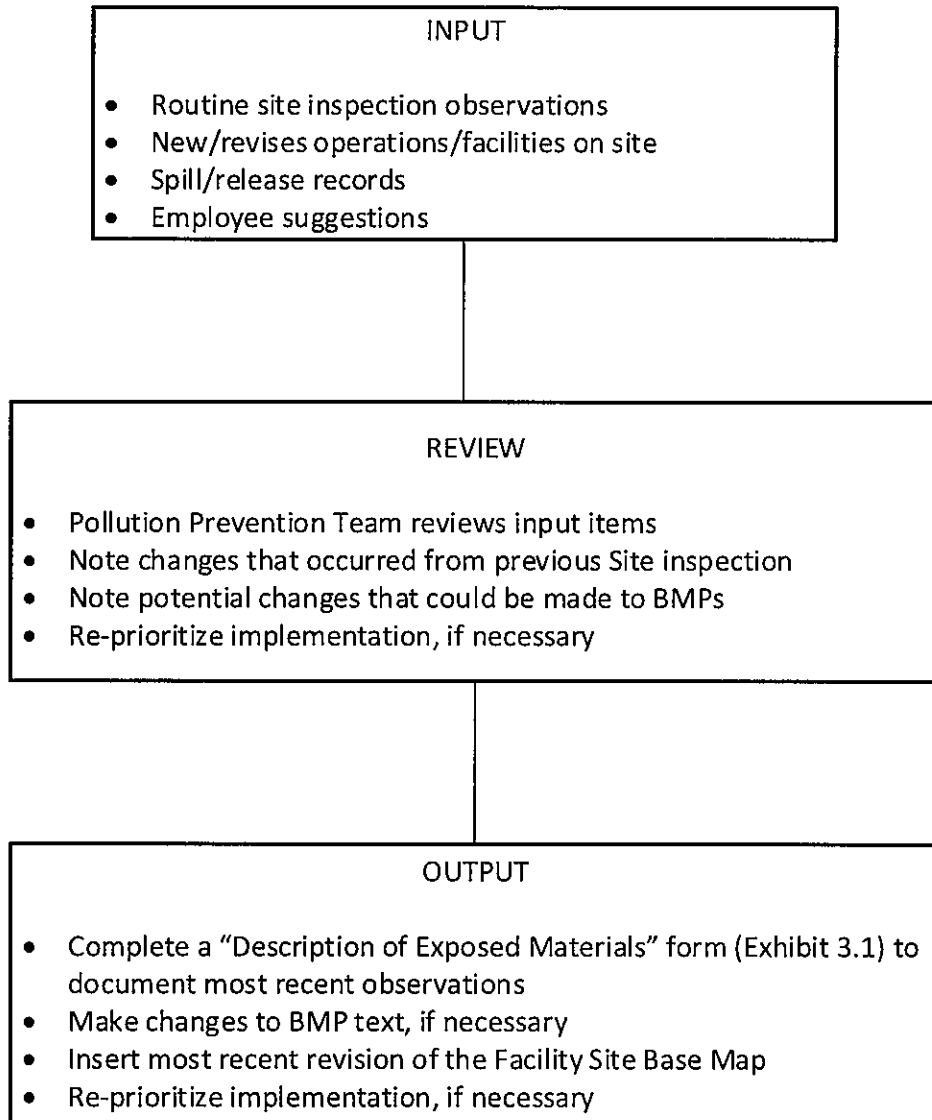 INPUT
• Routine site inspection observations
• New/revises operations/facilities on site
• Spill/release records
• Employee suggestions
REVIEW
• Pollution Prevention Team reviews input items
• Note changes that occurred from previous Site inspection
• Note potential changes that could be made to BMPs
• Re-prioritize implementation, if necessary
OUTPUT
• Complete a “Description of Exposed Materials” form (Exhibit 3.1) to
document most recent observations
• Make changes to BMP text, if necessary
• Insert most recent revision of the Facility Site Base Map
• Re-prioritize implementation, if necessary